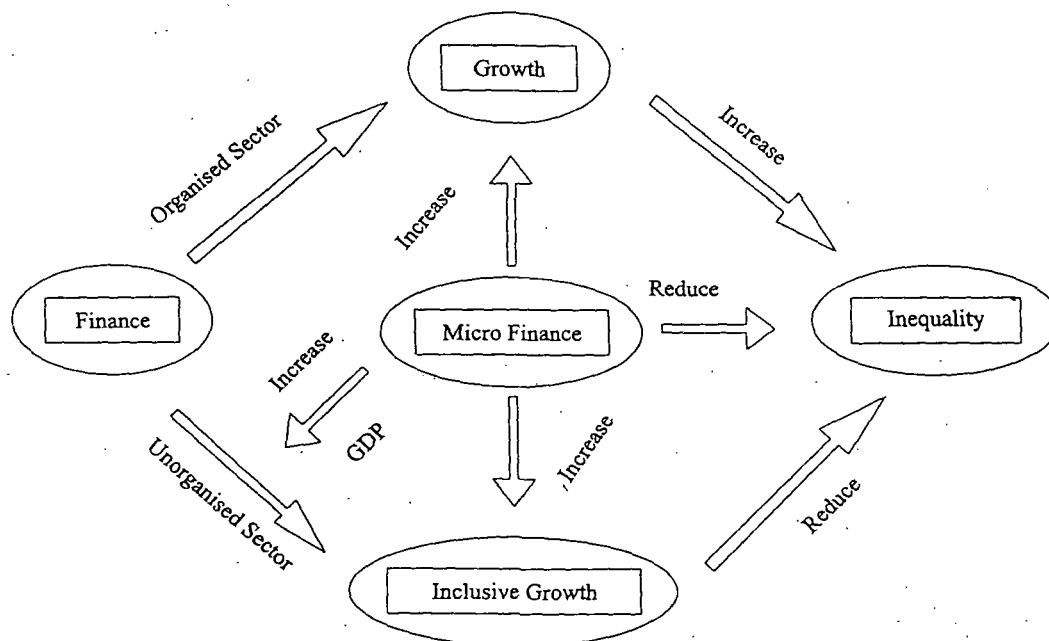 Growth
Organised Sector
Increase
Increase
Reduce
Finance
Micro Finance
Inequality
Increase
GDP
Increase
Unorganised Sector
Reduce
Inclusive Growth